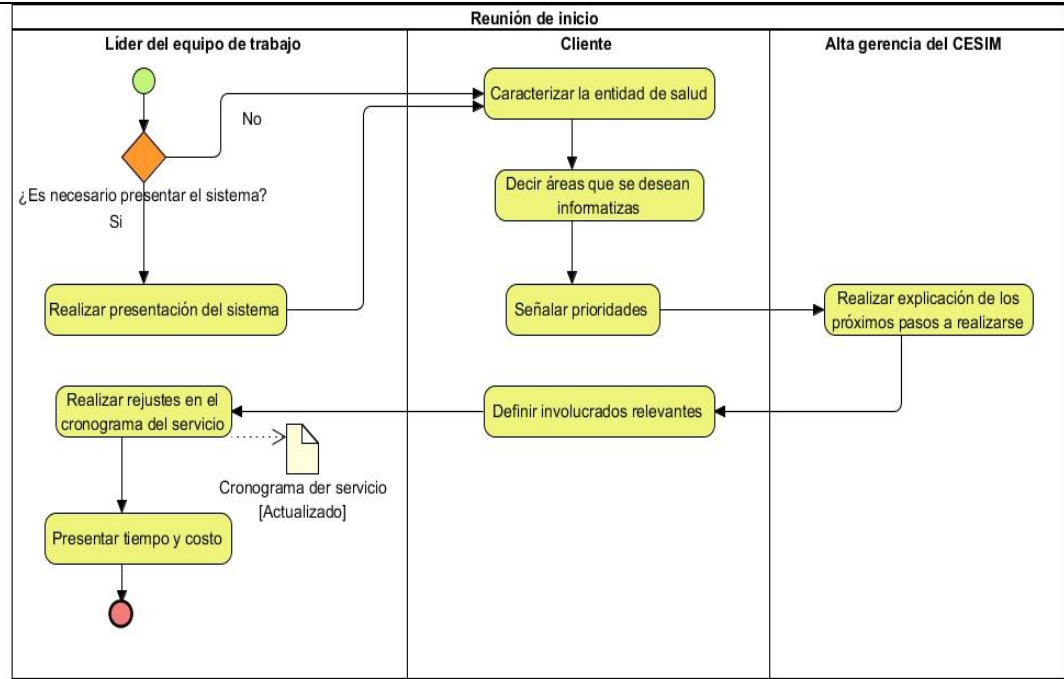 Reunión de inicio
Líder del equipo de trabajo
Cliente
Alta gerencia del CESIM
No
¿Es necesario presentar el sistema?
Si
Realizar presentación del sistema
Caracterizar la entidad de salud
Decir áreas que se desean
informatizas
Señalar prioridades
Realizar explicación de los
próximos pasos a realizarse
Definir involucrados relevantes
Realizar rejustes en el
cronograma del servicio
Cronograma der servicio
[Actualizado]
Presentar tiempo y costo